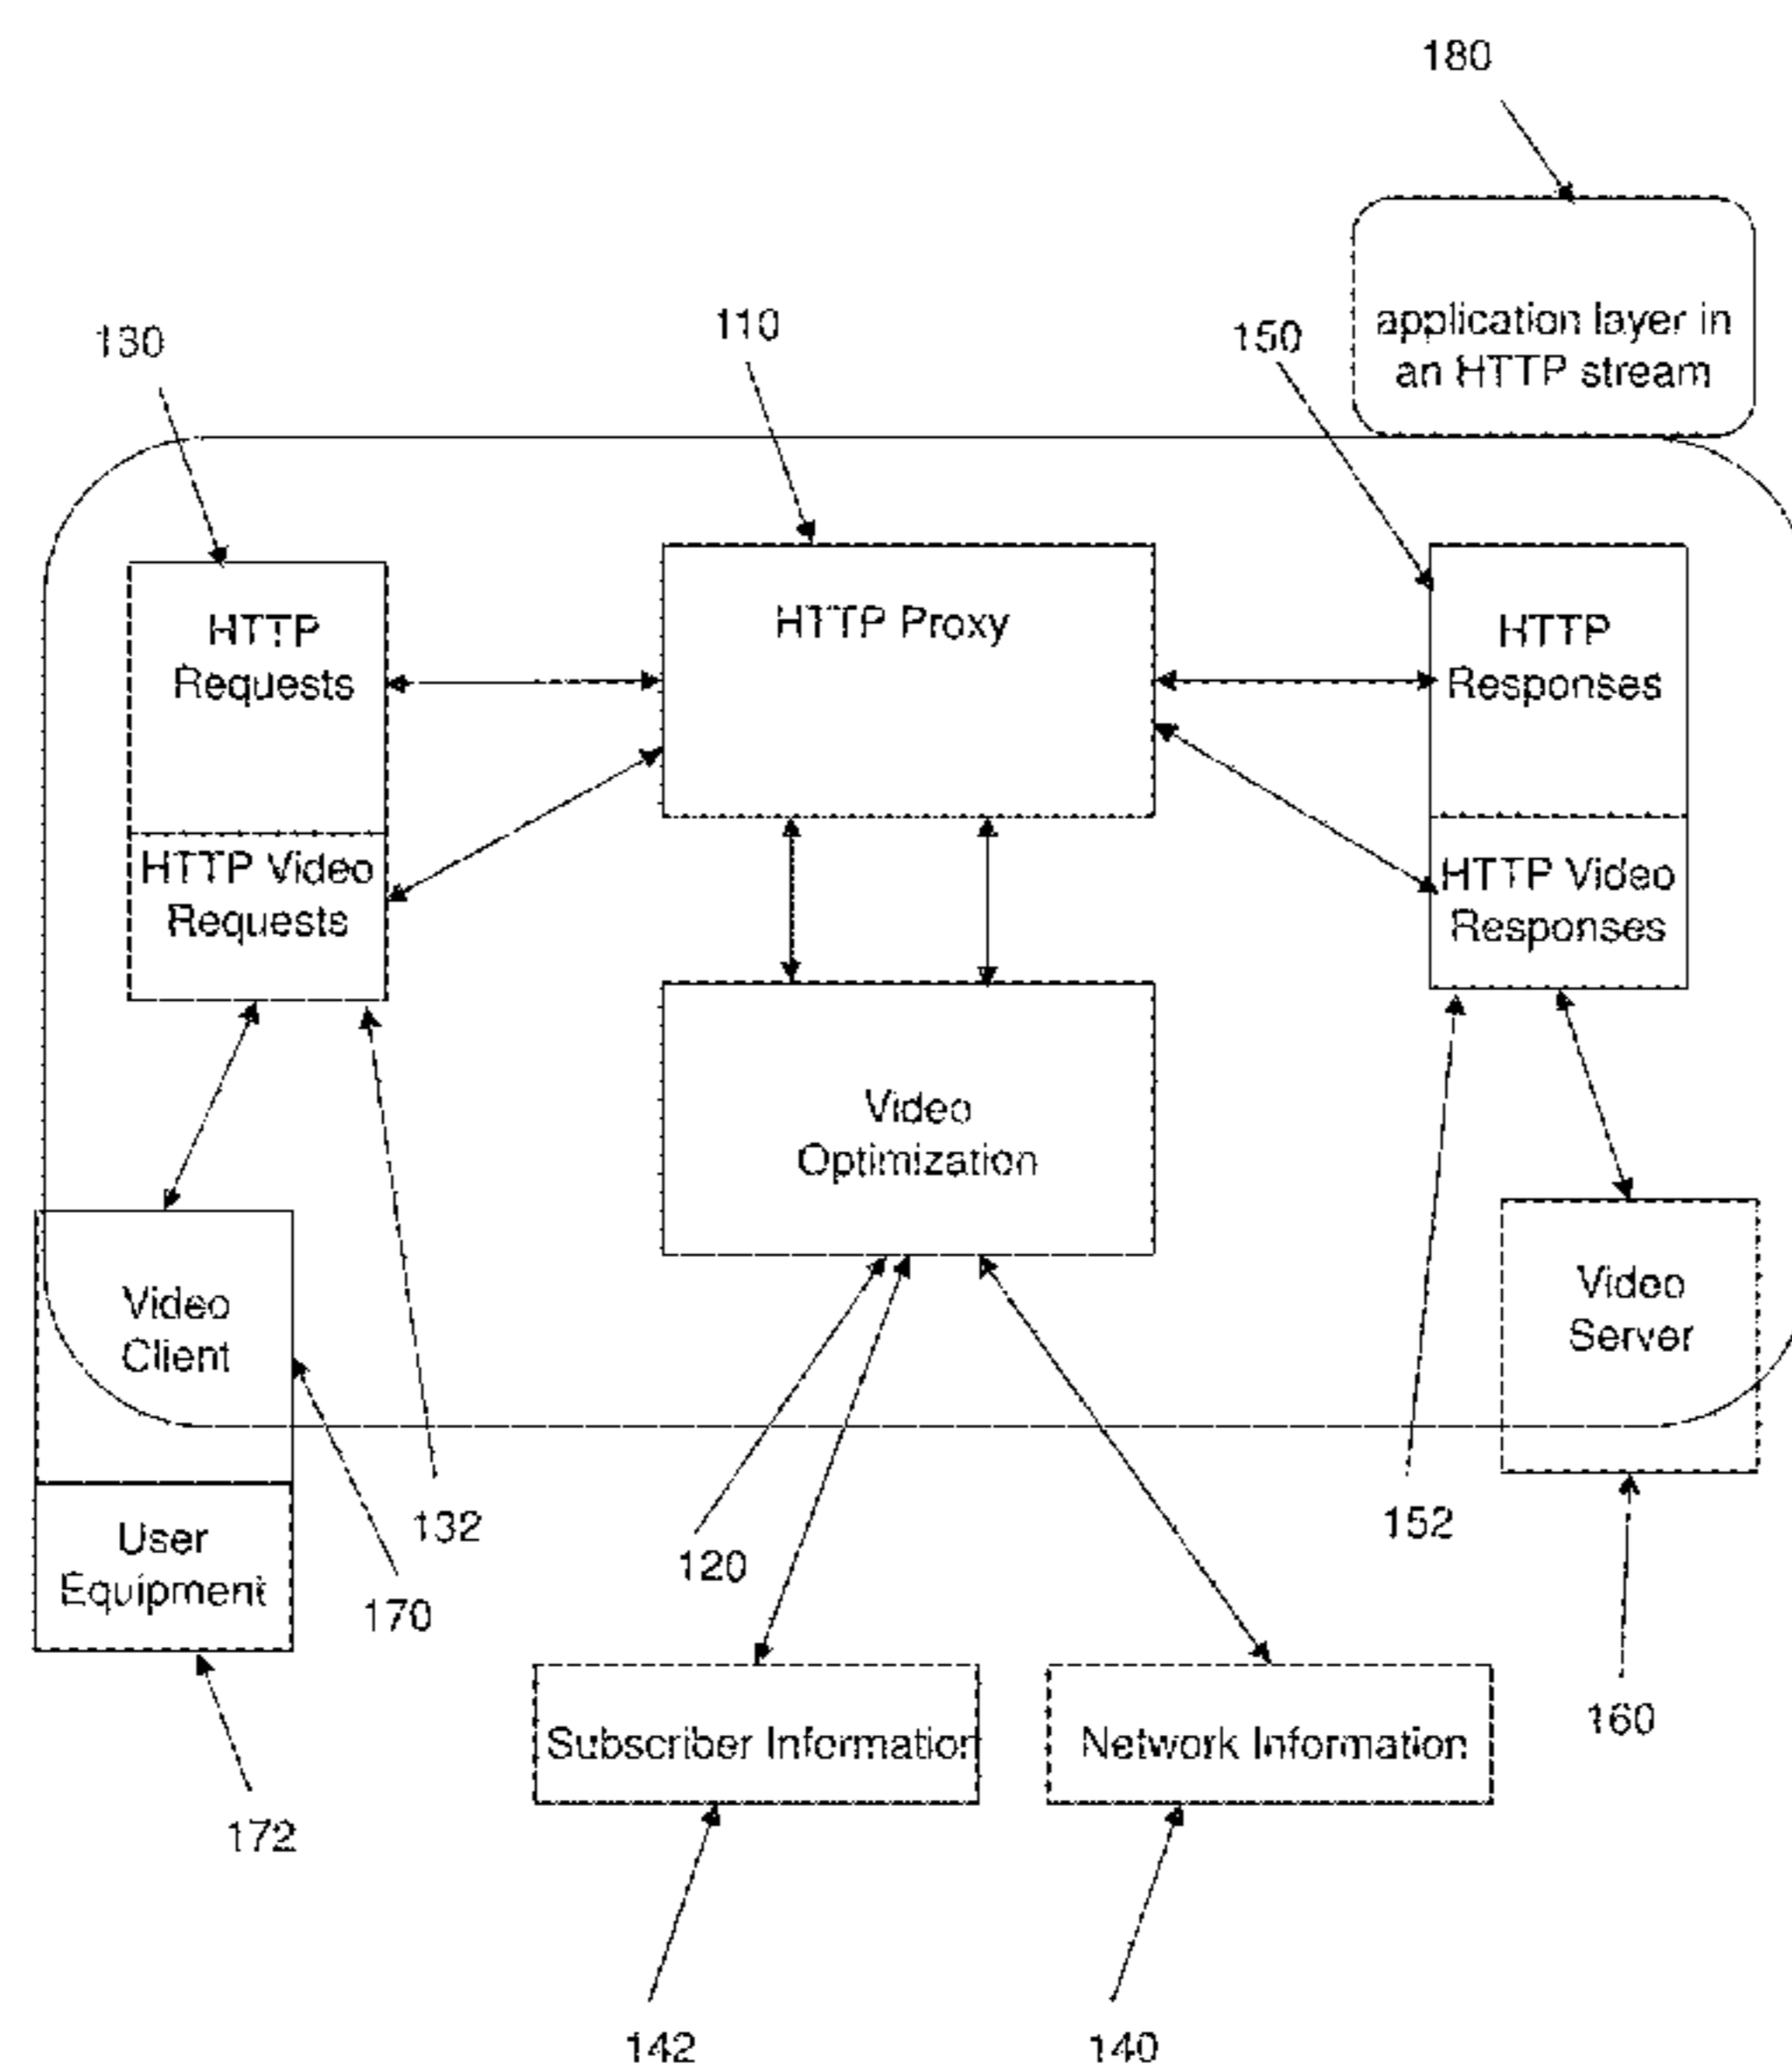 180
application layer in
an HTTP stream
130
110
150
HTTP
Requests
HTTP Proxy
HTTP
Responses
HTTP Video
Requests
HTTP Video
Responses
Video
Optimization
Video
Client
Video
Server
User
Equipment
132
170
120
152
160
Subscriber Information
Network Information
172
142
140